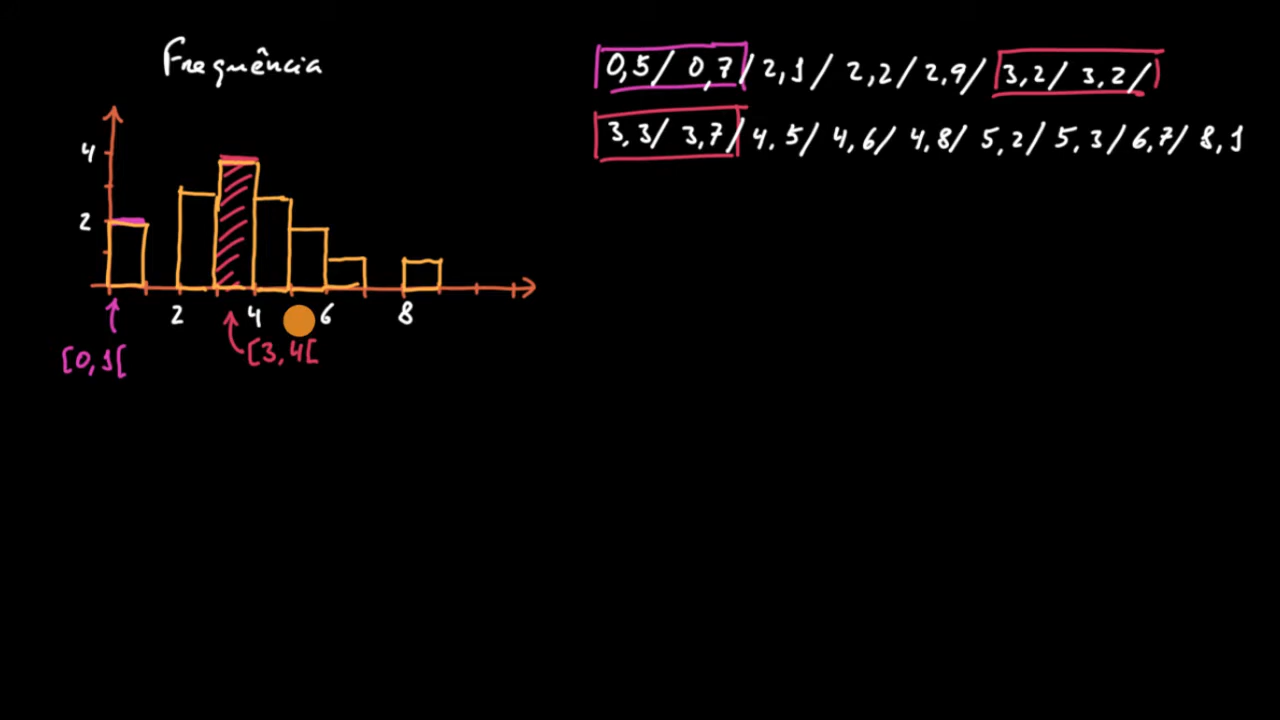 Frequência
0,5/ 0,7/ 2,1/ 2,2/ 2,9/ 3,2/ 3,2/
3,3/ 3,7/ 4,5/ 4,6/ 4,8/ 5,2/ 5,3/ 6,7/ 8,1
4
2
2 4 6 8
[0,1[
[3,4[